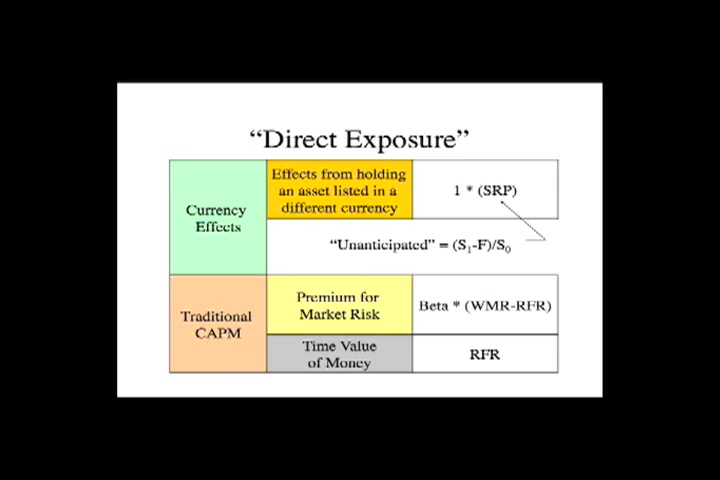 “Direct Exposure”
Effects from holding
an asset listed in a
different currency
1 * (SRP)
Currency
Effects
“Unanticipated” = (S₁-F)/S₀
Premium for
Market Risk
Beta * (WMR-RFR)
Traditional
CAPM
Time Value
of Money
RFR